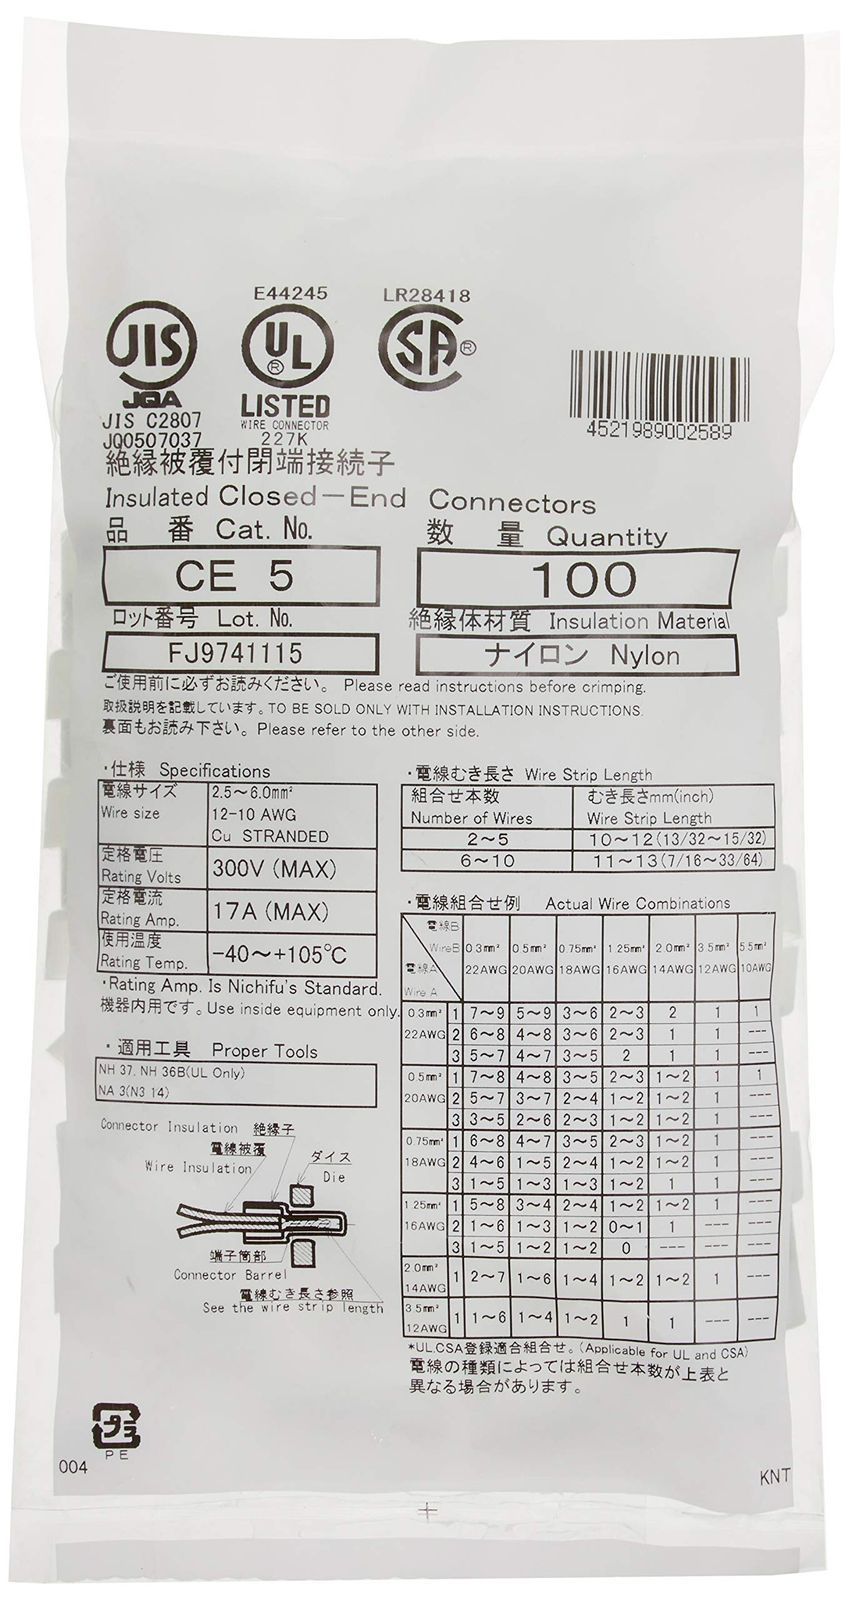 E44245 LR28418
JIS UL® SA®
JQA LISTED
JIS C2807 WIRE CONNECTOR
JQ0507037 227K
4521989002589
絶縁被覆付閉端接続子
Insulated Closed-End Connectors
品 番 Cat. No. 数 量 Quantity
CE 5 100
ロット番号 Lot. No. 絶縁体材質 Insulation Material
FJ9741115 ナイロン Nylon
ご使用前に必ずお読みください。 Please read instructions before crimping.
取扱説明を記載しています。TO BE SOLD ONLY WITH INSTALLATION INSTRUCTIONS.
裏面もお読み下さい。Please refer to the other side.
・仕様 Specifications
電線サイズ 2.5～6.0mm²
Wire size 12-10 AWG
Cu STRANDED
定格電圧 300V (MAX)
Rating Volts
定格電流 17A (MAX)
Rating Amp.
使用温度 -40～+105℃
Rating Temp.
・Rating Amp. Is Nichifu's Standard.
機器内用です。Use inside equipment only.
・適用工具 Proper Tools
NH 37. NH 36B(UL Only)
NA 3(N3 14)
Connector Insulation 絶縁子
電線被覆 ダイス
Wire Insulation Die
端子筒部
Connector Barrel
電線むき長さ参照
See the wire strip length
・電線むき長さ Wire Strip Length
組合せ本数 むき長さmm(inch)
Number of Wires Wire Strip Length
2～5 10～12(13/32～15/32)
6～10 11～13(7/16～33/64)
・電線組合せ例 Actual Wire Combinations
電線B
WireB 0.3mm² 0.5mm² 0.75mm² 1.25mm² 2.0mm² 3.5mm² 5.5mm²
電線A 22AWG 20AWG 18AWG 16AWG 14AWG 12AWG 10AWG
Wire A
0.3mm² 1 7～9 5～9 3～6 2～3 2 1 1
22AWG 2 6～8 4～8 3～6 2～3 1 1 ---
3 5～7 4～7 3～5 2 1 1 ---
0.5mm² 1 7～8 4～8 3～5 2～3 1～2 1 1
20AWG 2 5～7 3～7 2～4 1～2 1～2 1 ---
3 3～5 2～6 2～3 1～2 1～2 1 ---
0.75mm² 1 6～8 4～7 3～5 2～3 1～2 1 ---
18AWG 2 4～6 1～5 2～4 1～2 1～2 1 ---
3 1～5 1～3 1～3 1～2 1 1 ---
1.25mm² 1 5～8 3～4 2～4 1～2 1～2 1 ---
16AWG 2 1～6 1～3 1～2 0～1 1 --- ---
3 1～5 1～2 1～2 0 --- --- ---
2.0mm² 1 2～7 1～6 1～4 1～2 1～2 1 ---
14AWG
3.5mm² 1 1～6 1～4 1～2 1 1 --- ---
12AWG
*UL.CSA登録適合組合せ。(Applicable for UL and CSA)
電線の種類によっては組合せ本数が上表と
異なる場合があります。
プラ
PE
004 KNT